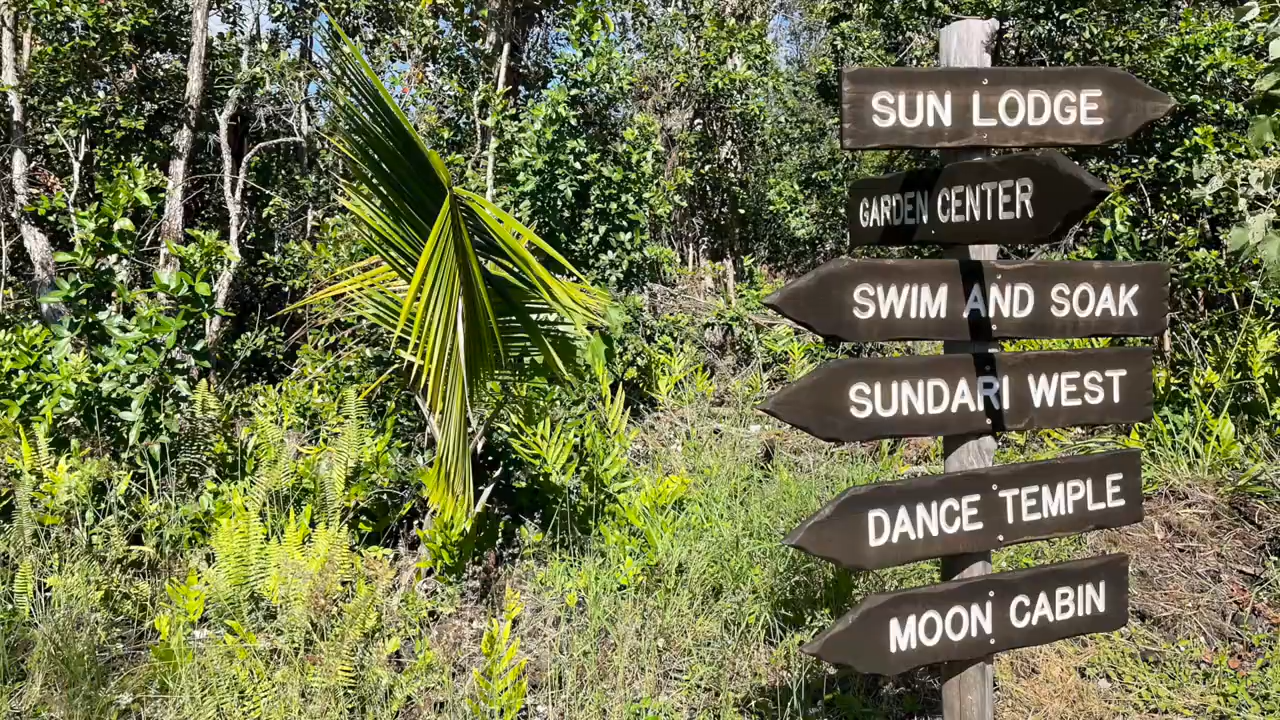 SUN LODGE
GARDEN CENTER
SWIM AND SOAK
SUNDARI WEST
DANCE TEMPLE
MOON CABIN